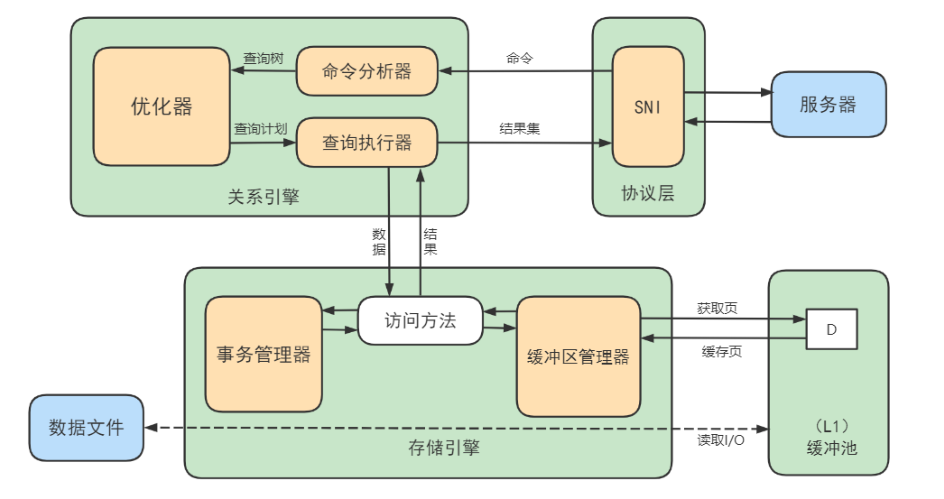 查询树
命令分析器
命令
优化器
SNI
服务器
查询计划
查询执行器
结果集
关系引擎
协议层
数
据
结
果
事务管理器
访问方法
缓冲区管理器
获取页
D
缓存页
数据文件
存储引擎
读取I/O
（L1）
缓冲池